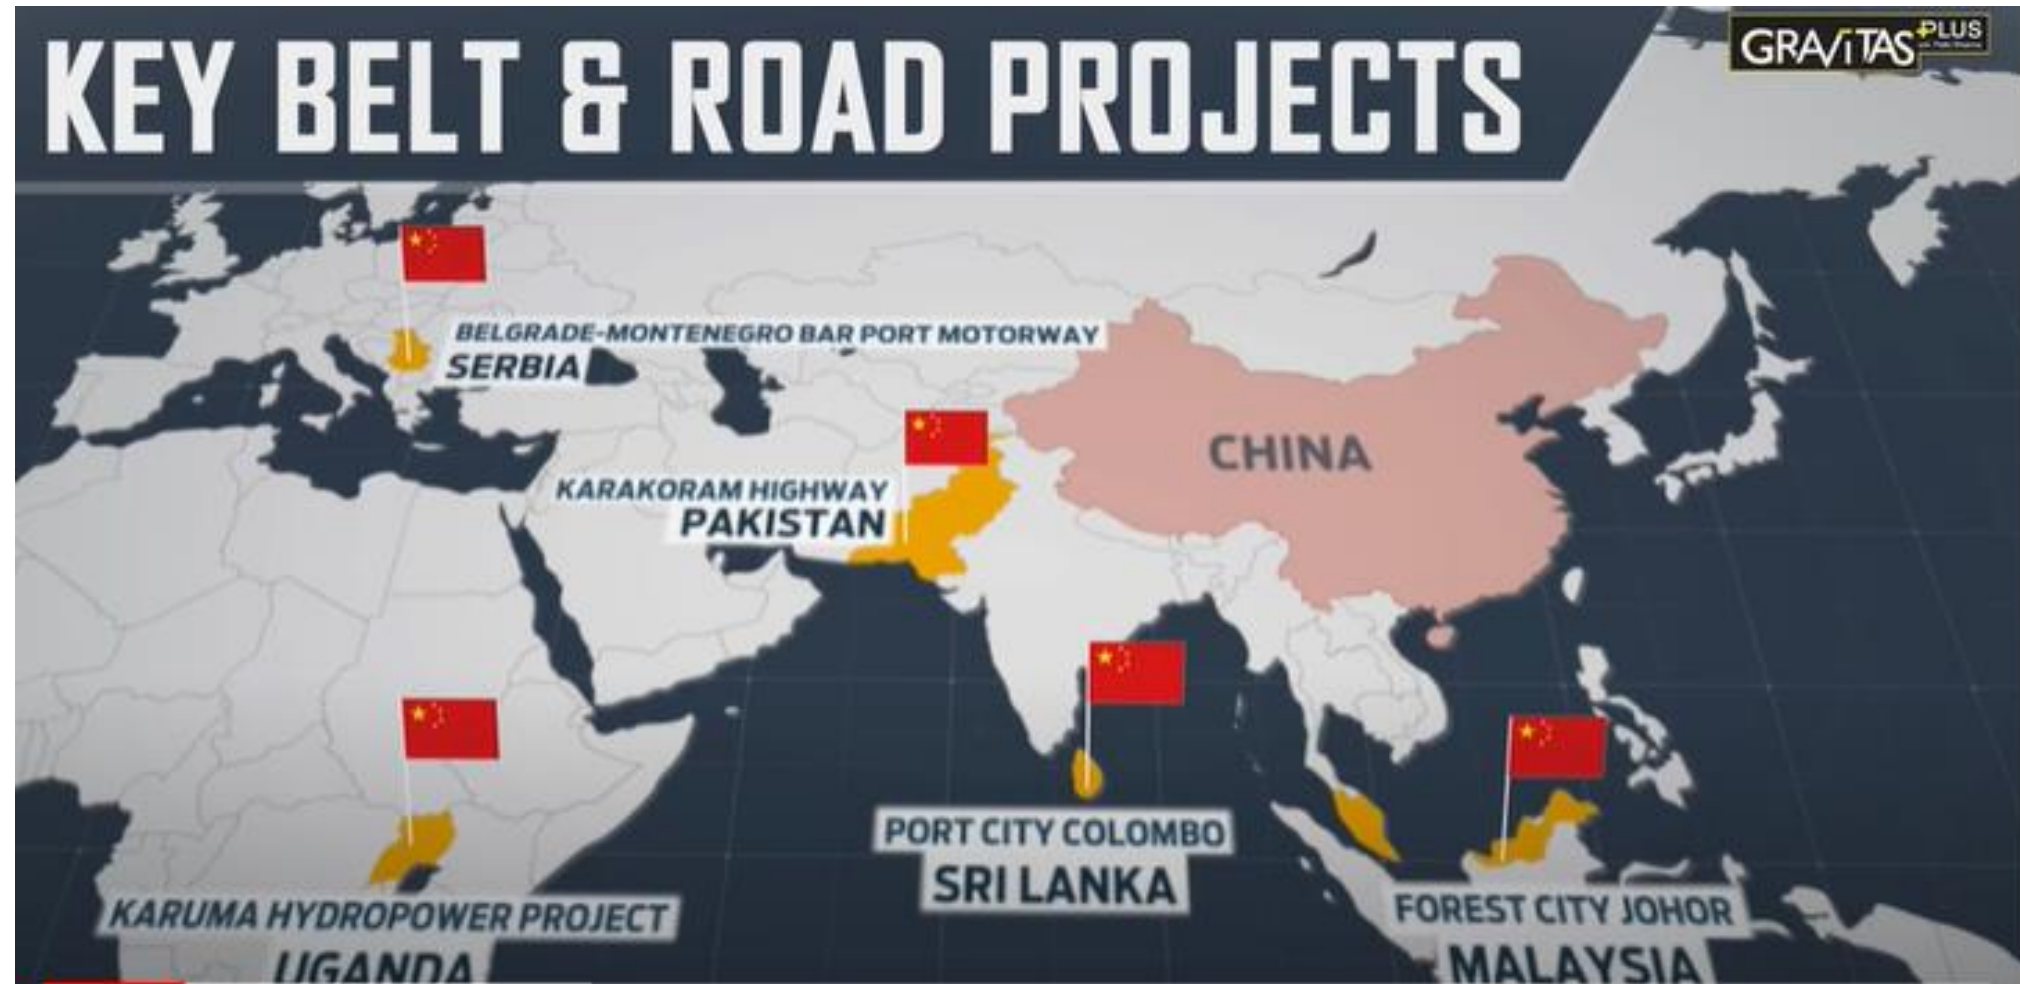 KEY BELT & ROAD PROJECTS
GRAVITAS PLUS
BELGRADE-MONTENEGRO BAR PORT MOTORWAY
SERBIA
CHINA
KARAKORAM HIGHWAY
PAKISTAN
PORT CITY COLOMBO
SRI LANKA
FOREST CITY JOHOR
MALAYSIA
KARUMA HYDROPOWER PROJECT
UGANDA